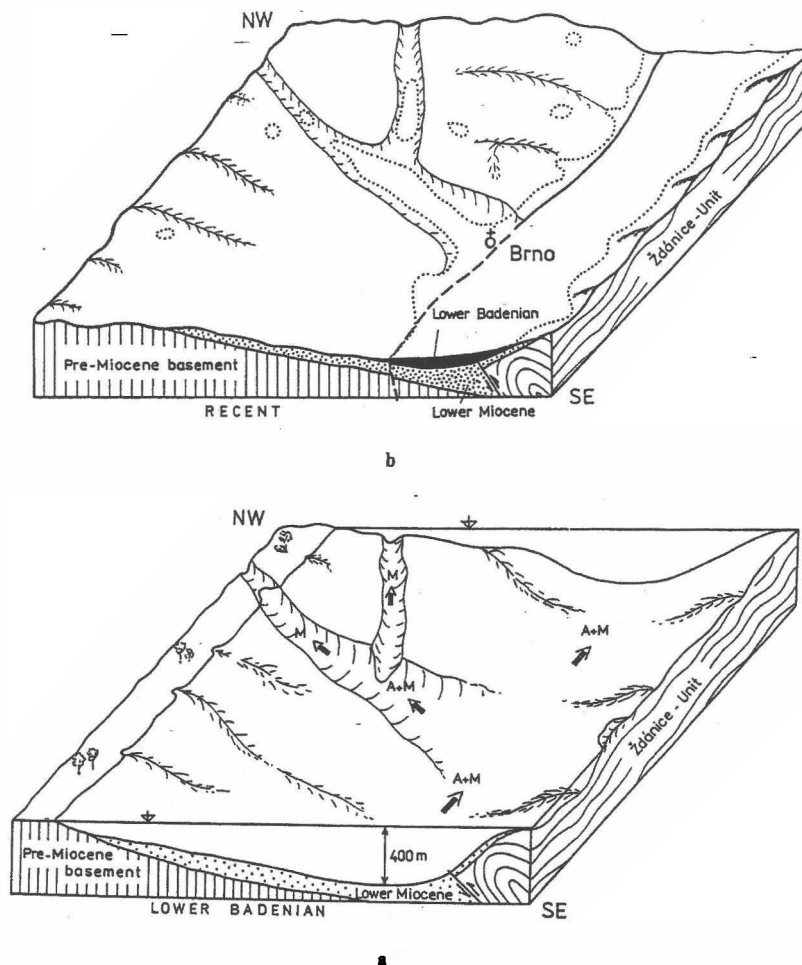 NW
Brno
Ždánice - Unit
Lower Badenian
Pre-Miocene basement
SE
RECENT
Lower Miocene
b
NW
M
M
A+M
A+M
A+M
Ždánice - Unit
400m
Pre-Miocene
basement
Lower Miocene
LOWER BADENIAN
SE
a